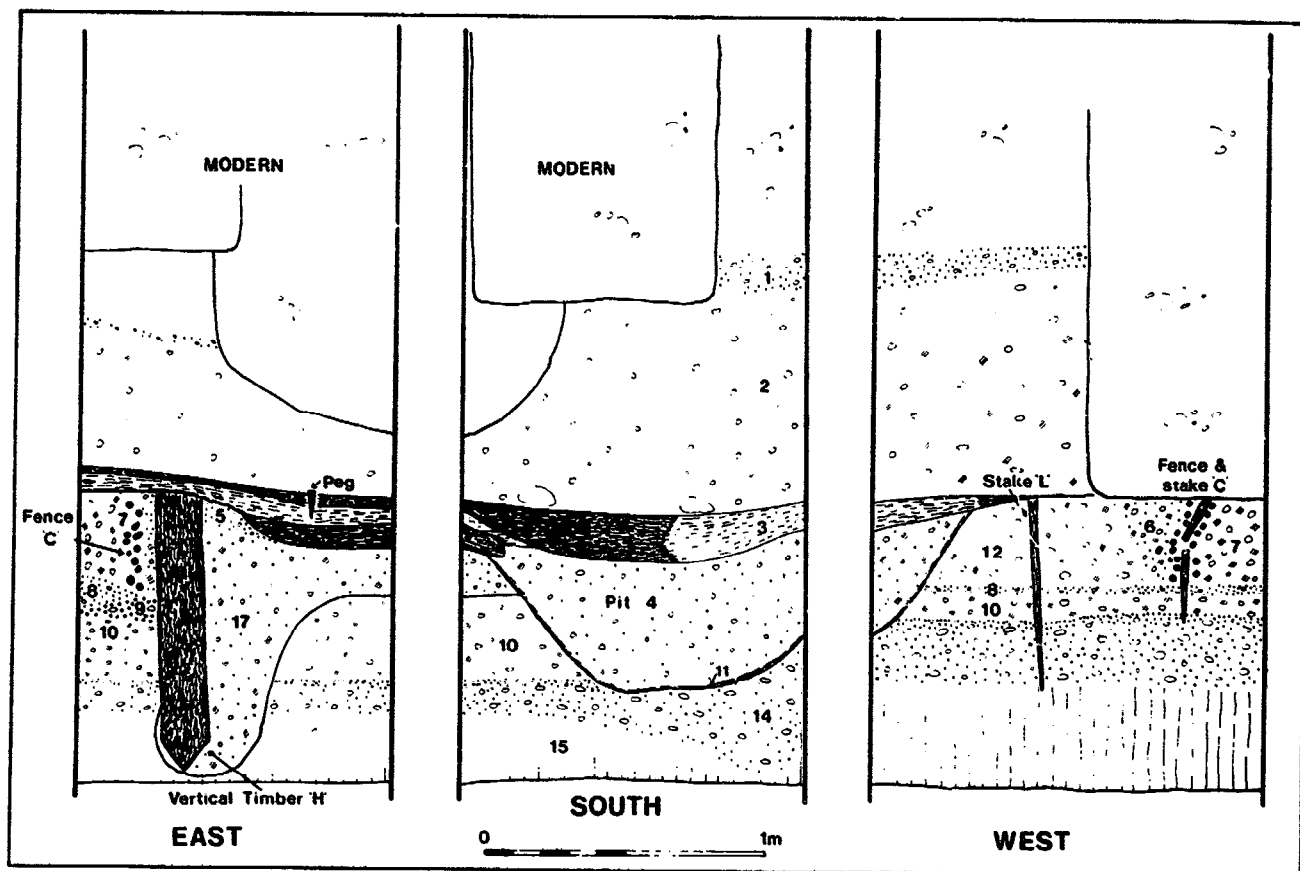 MODERN
Peg
Fence
'C'
7
5
8
9
10
17
Vertical Timber 'H'
EAST
MODERN
1
2
3
Pit 4
10
11
14
15
SOUTH
0 1m
Stake 'L'
Fence &
stake 'C'
6
7
12
8
10
WEST